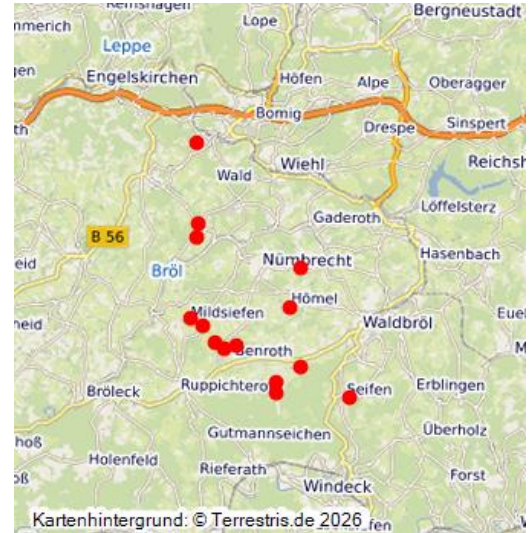 Bergneustadt
Lope
Leppe
Engelskirchen
Höfen
Alpe
Oberagger
Bomig
Drespe
Sinspert
Wiehl
Wald
Gaderoth
Löffelsterz
B 56
Nümbrecht
Hasenbach
Bröl
Hömel
Mildsiefen
Waldbröl
Benroth
Ruppichtero
Seifen
Erblingen
Bröleck
Gutmannseichen
Überholz
Holenfeld
Rieferath
Forst
Windeck
Kartenhintergrund: © Terrestris.de 2026